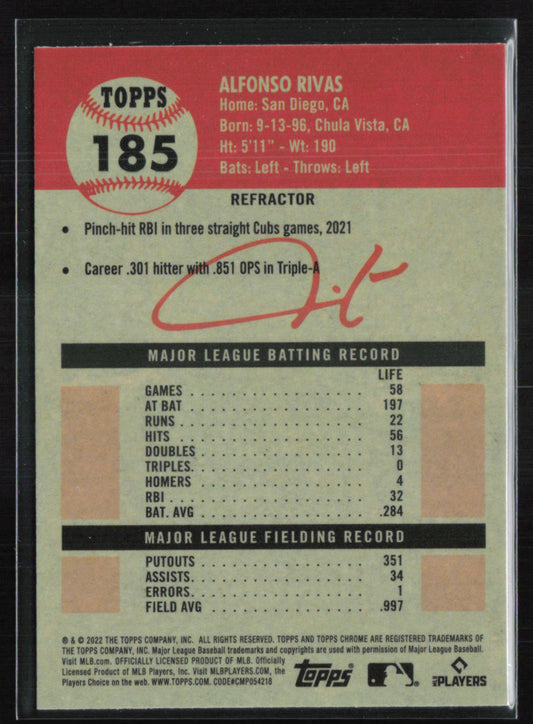 TOPPS
185
ALFONSO RIVAS
Home: San Diego, CA
Born: 9-13-96, Chula Vista, CA
Ht: 5'11" - Wt: 190
Bats: Left - Throws: Left
REFRACTOR
• Pinch-hit RBI in three straight Cubs games, 2021
• Career .301 hitter with .851 OPS in Triple-A
MAJOR LEAGUE BATTING RECORD
LIFE
GAMES 58
AT BAT 197
RUNS 22
HITS 56
DOUBLES 13
TRIPLES 0
HOMERS 4
RBI 32
BAT. AVG .284
MAJOR LEAGUE FIELDING RECORD
PUTOUTS 351
ASSISTS 34
ERRORS 1
FIELD AVG .997
® & © 2022 THE TOPPS COMPANY, INC. ALL RIGHTS RESERVED. TOPPS AND TOPPS CHROME ARE REGISTERED TRADEMARKS OF
THE TOPPS COMPANY, INC. Major League Baseball trademarks and copyrights are used with permission of Major League Baseball.
Visit MLB.com. OFFICIALLY LICENSED PRODUCT OF MLB. Officially
Licensed Product of MLB Players, Inc. Visit MLBPLAYERS.COM, the
Players Choice on the web. WWW.TOPPS.COM. CODE#CMP054218
Topps
PLAYERS